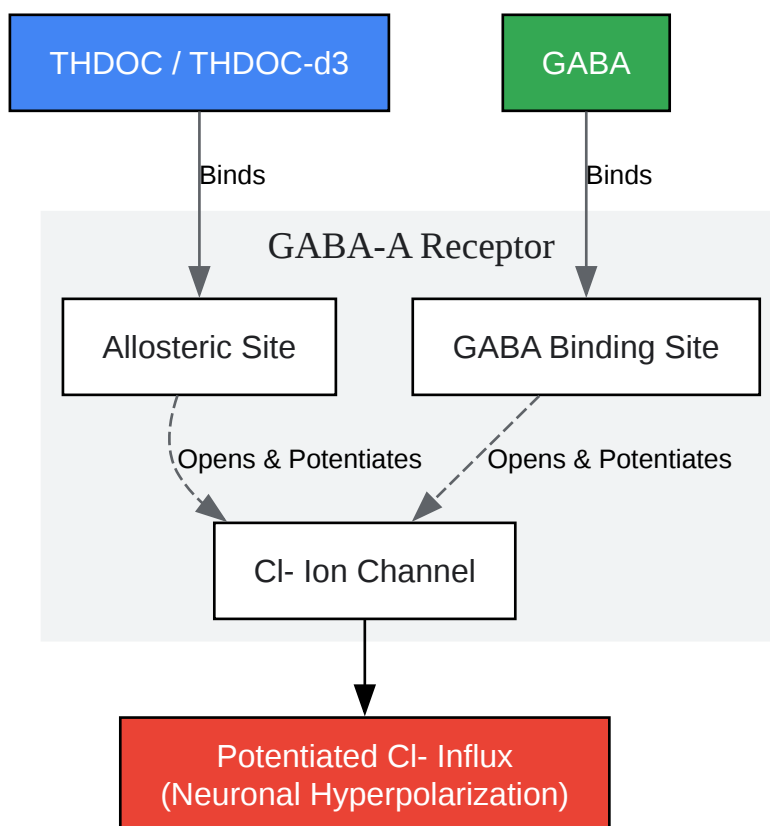 THDOC / THDOC-d3
GABA
Binds
Binds
GABA-A Receptor
Allosteric Site
GABA Binding Site
Opens & Potentiates
Opens & Potentiates
Cl- Ion Channel
Potentiated Cl- Influx
(Neuronal Hyperpolarization)